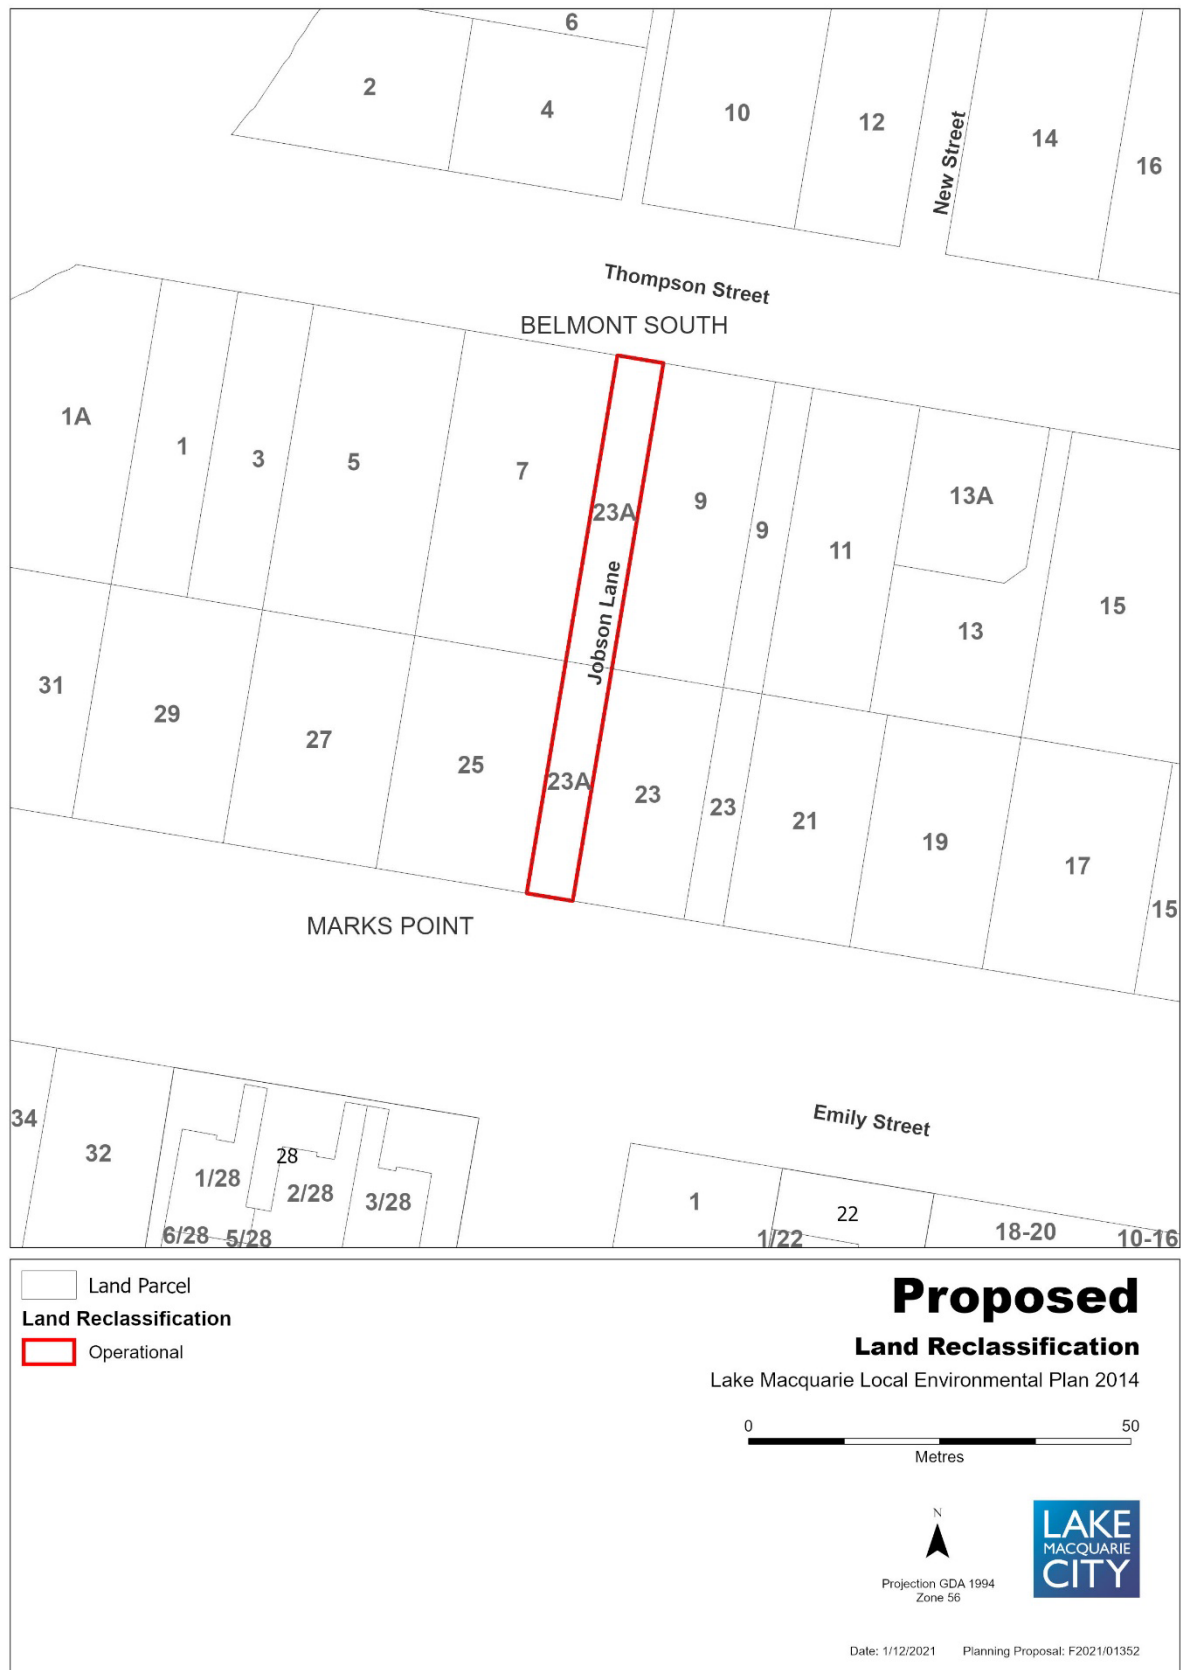 6
2
4
10
12
New Street
14
16
Thompson Street
BELMONT SOUTH
1A
1
3
5
7
23A
9
9
11
13A
13
15
Jobson Lane
31
29
27
25
23A
23
23
21
19
17
15
MARKS POINT
Emily Street
34
32
28
1/28
2/28
3/28
6/28
5/28
1
22
1/22
18-20
10-16
Land Parcel
Land Reclassification
Operational
Proposed
Land Reclassification
Lake Macquarie Local Environmental Plan 2014
0 50
Metres
N
Projection GDA 1994
Zone 56
LAKE
MACQUARIE
CITY
Date: 1/12/2021 Planning Proposal: F2021/01352